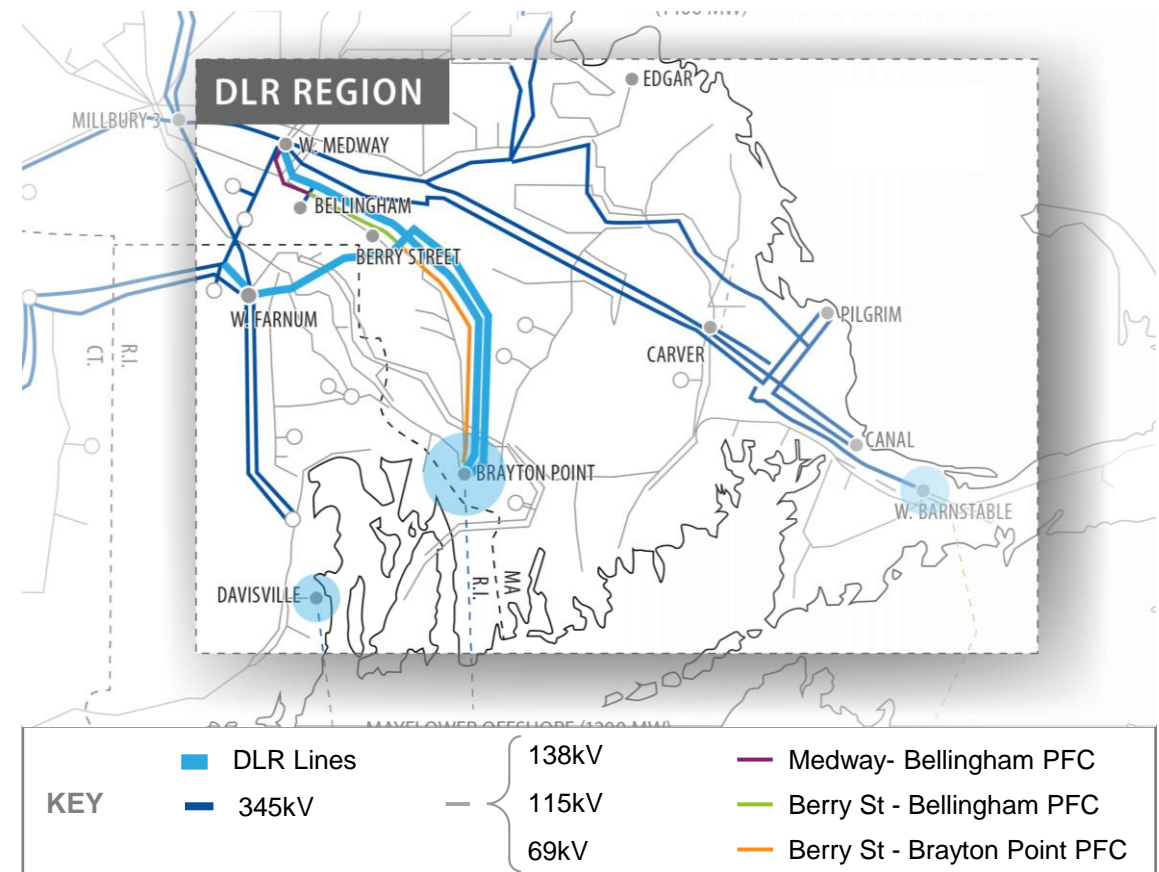 (1400 MW)
DLR REGION
EDGAR
MILLBURY 3
W. MEDWAY
BELLINGHAM
BERRY STREET
W. FARNUM
PILGRIM
CARVER
R.I.
CT.
CANAL
BRAYTON POINT
W. BARNSTABLE
MA
R.I.
DAVISVILLE
MAYFLOWER OFFSHORE (1200 MW)
KEY
DLR Lines
345kV
138kV
115kV
69kV
Medway- Bellingham PFC
Berry St - Bellingham PFC
Berry St - Brayton Point PFC